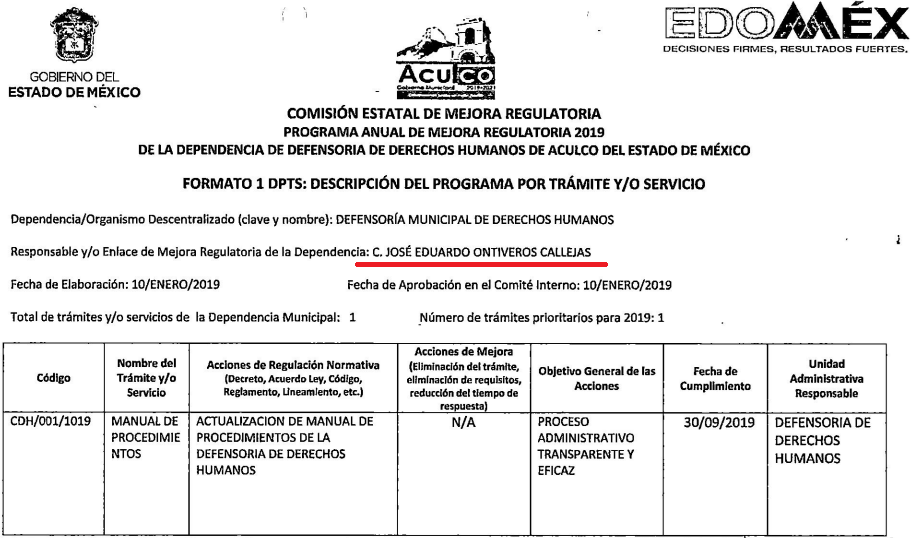 GOBIERNO DEL
ESTADO DE MÉXICO
Aculco
Gobierno Municipal 2019-2021
EDOMÉX
DECISIONES FIRMES, RESULTADOS FUERTES.
COMISIÓN ESTATAL DE MEJORA REGULATORIA
PROGRAMA ANUAL DE MEJORA REGULATORIA 2019
DE LA DEPENDENCIA DE DEFENSORIA DE DERECHOS HUMANOS DE ACULCO DEL ESTADO DE MÉXICO
FORMATO 1 DPTS: DESCRIPCIÓN DEL PROGRAMA POR TRÁMITE Y/O SERVICIO
Dependencia/Organismo Descentralizado (clave y nombre): DEFENSORÍA MUNICIPAL DE DERECHOS HUMANOS
Responsable y/o Enlace de Mejora Regulatoria de la Dependencia: C. JOSÉ EDUARDO ONTIVEROS CALLEJAS
Fecha de Elaboración: 10/ENERO/2019 Fecha de Aprobación en el Comité Interno: 10/ENERO/2019
Total de trámites y/o servicios de la Dependencia Municipal: 1 Número de trámites prioritarios para 2019: 1
Código
Nombre del
Trámite y/o
Servicio
Acciones de Regulación Normativa
(Decreto, Acuerdo Ley, Código,
Reglamento, Lineamiento, etc.)
Acciones de Mejora
(Eliminación del trámite,
eliminación de requisitos,
reducción del tiempo de
respuesta)
Objetivo General de las
Acciones
Fecha de
Cumplimiento
Unidad
Administrativa
Responsable
CDH/001/1019
MANUAL DE
PROCEDIMIE
NTOS
ACTUALIZACION DE MANUAL DE
PROCEDIMIENTOS DE LA
DEFENSORIA DE DERECHOS
HUMANOS
N/A
PROCESO
ADMINISTRATIVO
TRANSPARENTE Y
EFICAZ
30/09/2019
DEFENSORIA DE
DERECHOS
HUMANOS